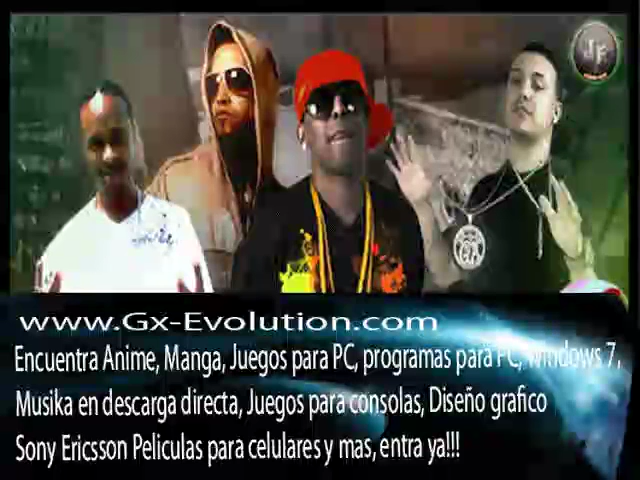 JF
www.Gx-Evolution.com
Encuentra Anime, Manga, Juegos para PC, programas para PC, windows 7,
Musika en descarga directa, Juegos para consolas, Diseño grafico
Sony Ericsson Peliculas para celulares y mas, entra ya!!!